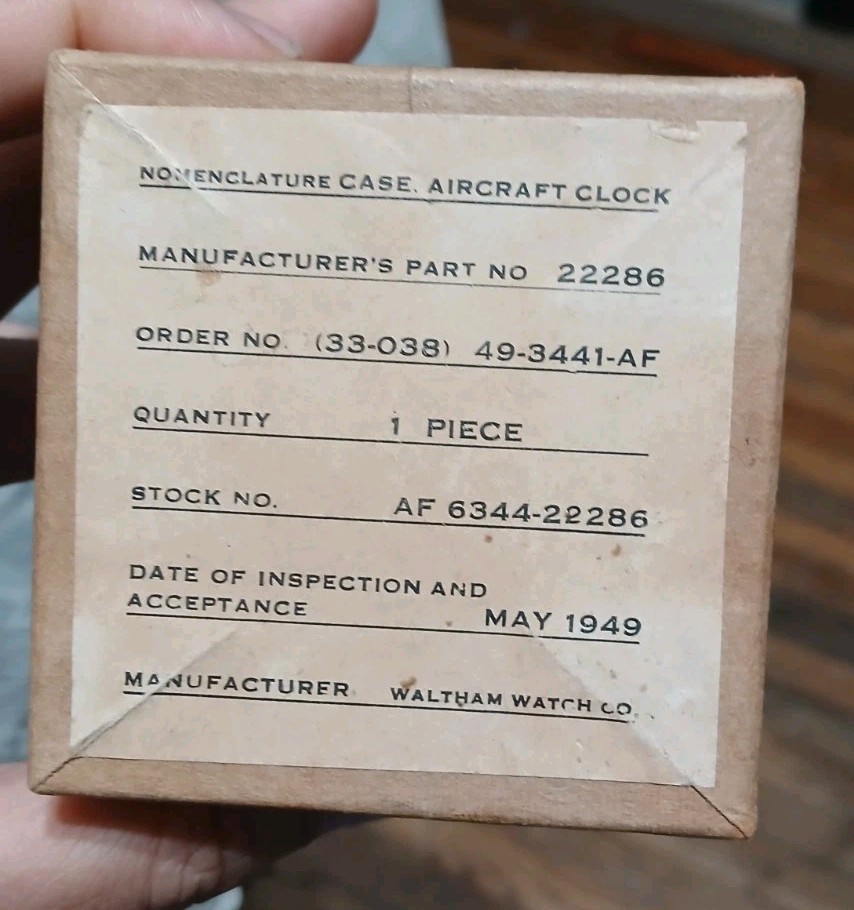 NOMENCLATURE CASE, AIRCRAFT CLOCK
MANUFACTURER'S PART NO 22286
ORDER NO. (33-038) 49-3441-AF
QUANTITY 1 PIECE
STOCK NO. AF 6344-22286
DATE OF INSPECTION AND
ACCEPTANCE MAY 1949
MANUFACTURER WALTHAM WATCH CO.